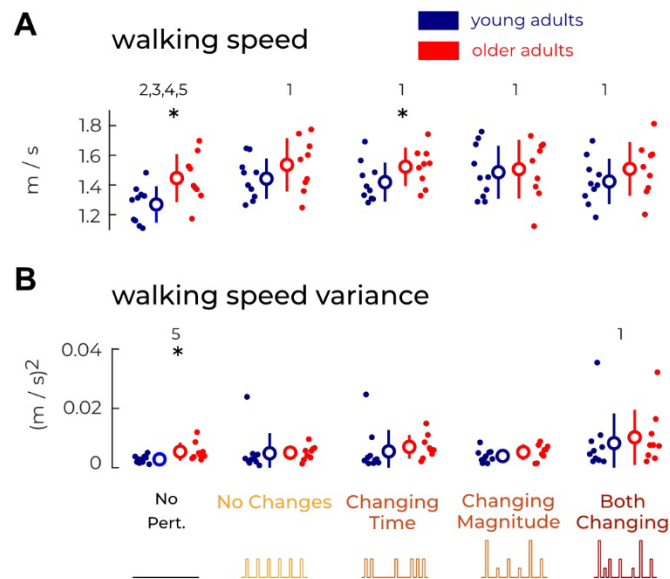 A
walking speed
young adults
older adults
2,3,4,5
1
1
1
1
*
*
m / s
1.8
1.6
1.4
1.2
B
walking speed variance
5
1
*
(m / s)2
0.04
0.02
0
No
Pert.
No Changes
Changing
Time
Changing
Magnitude
Both
Changing